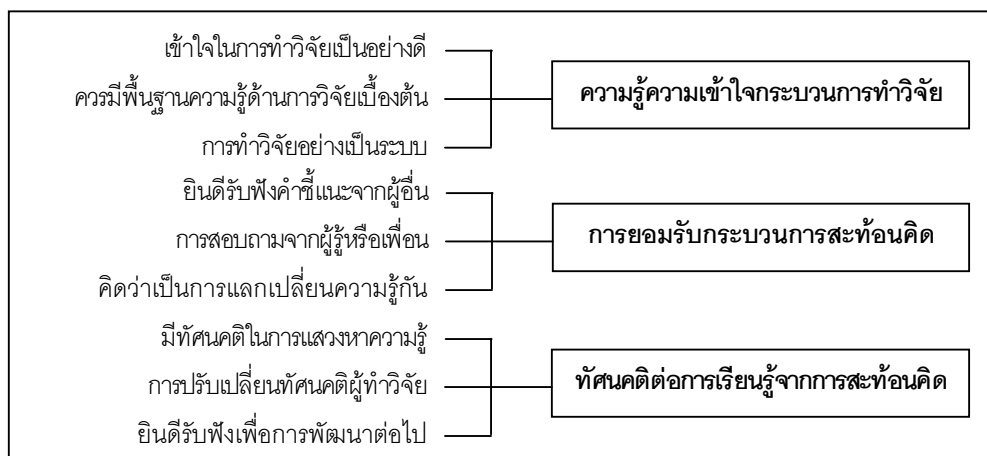 เข้าใจในการทำวิจัยเป็นอย่างดี
ควรมีพื้นฐานความรู้ด้านการวิจัยเบื้องต้น
การทำวิจัยอย่างเป็นระบบ
ความรู้ความเข้าใจกระบวนการทำวิจัย
ยินดีรับฟังคำชี้แนะจากผู้อื่น
การสอบถามจากผู้รู้หรือเพื่อน
คิดว่าเป็นการแลกเปลี่ยนความรู้กัน
การยอมรับกระบวนการสะท้อนคิด
มีทัศนคติในการแสวงหาความรู้
การปรับเปลี่ยนทัศนคติผู้ทำวิจัย
ยินดีรับฟังเพื่อการพัฒนาต่อไป
ทัศนคติต่อการเรียนรู้จากการสะท้อนคิด